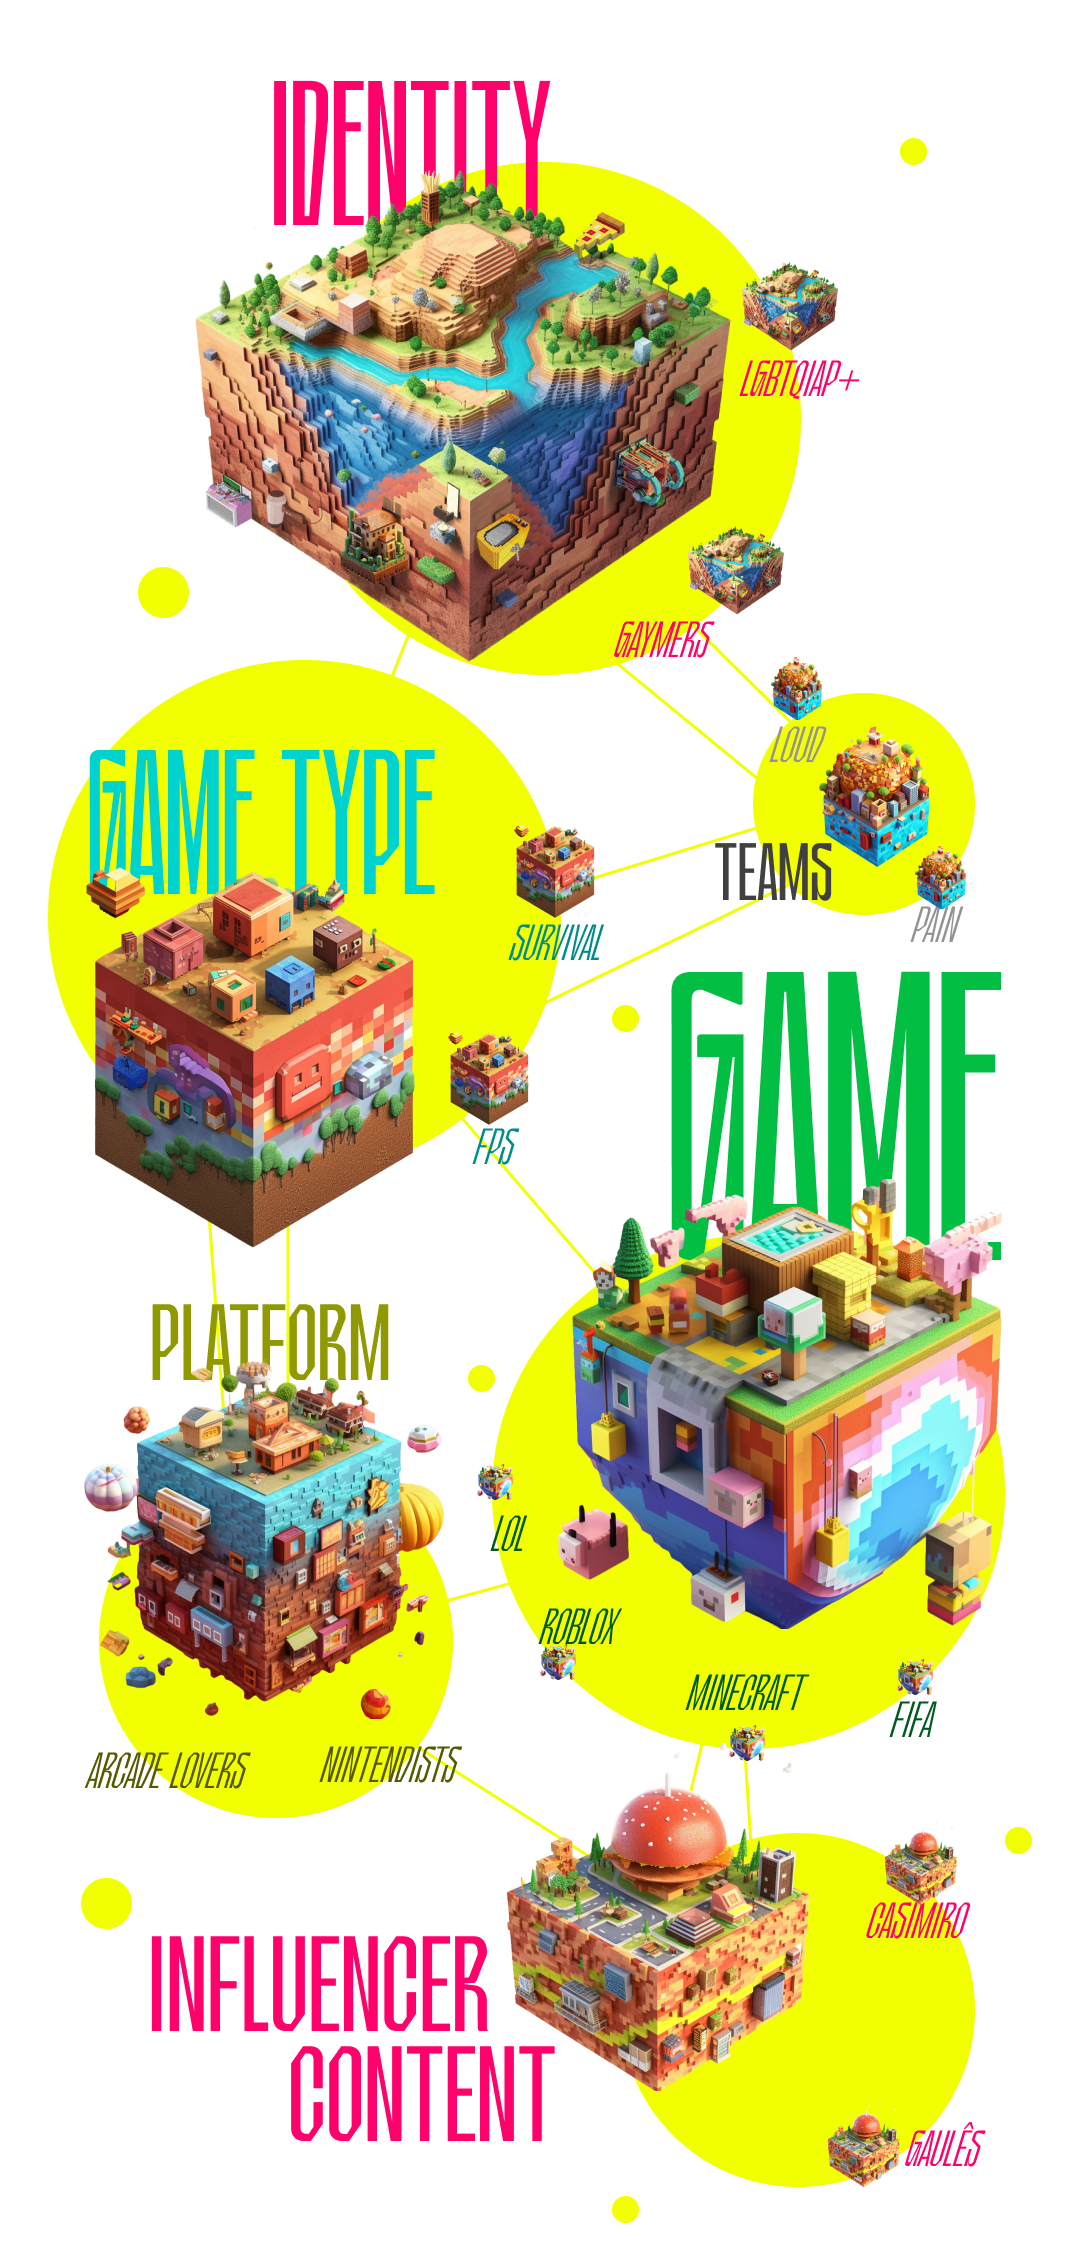 IDENTITY
LGBTQIAP+
GAYMERS
LOUD
GAME TYPE
TEAMS
PAIN
SURVIVAL
GAME
FPS
PLATFORM
LOL
ROBLOX
MINECRAFT
FIFA
ARCADE LOVERS
NINTENDISTS
CASIMIRO
INFLUENCER
CONTENT
GAULÊS